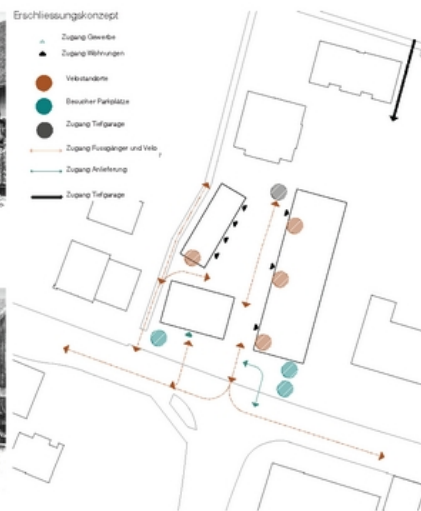 Erschliessungskonzept
Zugang Gewerbe
Zugang Wohnungen
Velostandorte
Besucher Parkplätze
Zugang Tiefgarage
Zugang Fussgänger und Velo
Zugang Anlieferung
Zugang Tiefgarage